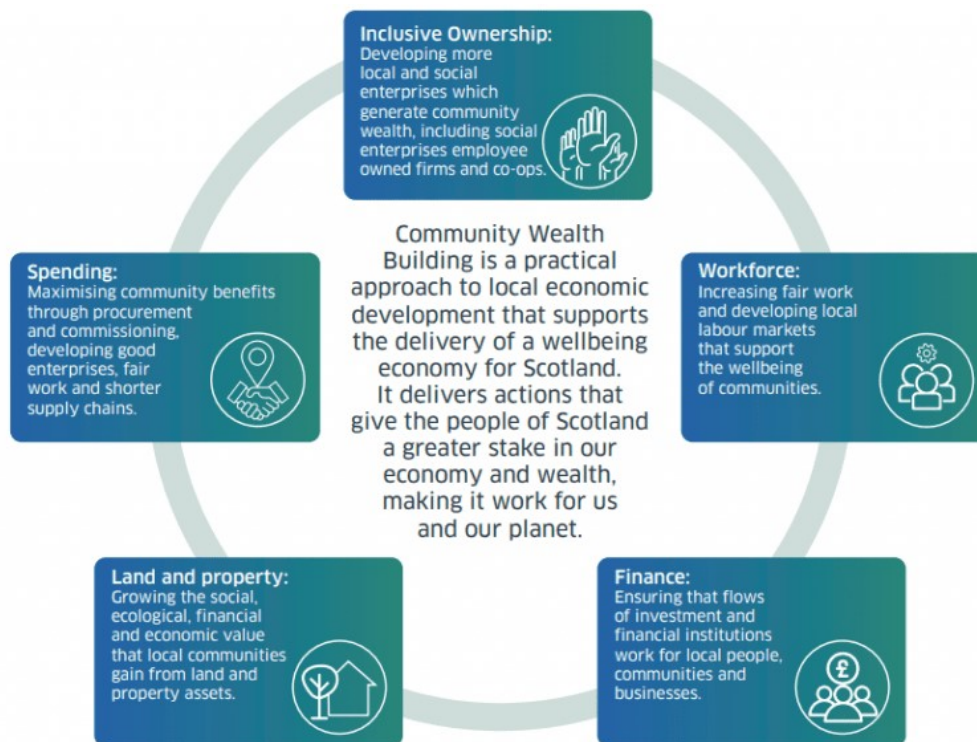 Inclusive Ownership:
Developing more
local and social
enterprises which
generate community
wealth, including social
enterprises employee
owned firms and co-ops.
Spending:
Maximising community benefits
through procurement
and commissioning,
developing good
enterprises, fair
work and shorter
supply chains.
Community Wealth
Building is a practical
approach to local economic
development that supports
the delivery of a wellbeing
economy for Scotland.
It delivers actions that
give the people of Scotland
a greater stake in our
economy and wealth,
making it work for us
and our planet.
Workforce:
Increasing fair work
and developing local
labour markets
that support
the wellbeing
of communities.
Land and property:
Growing the social,
ecological, financial
and economic value
that local communities
gain from land and
property assets.
Finance:
Ensuring that flows
of investment and
financial institutions
work for local people,
communities and
businesses.
£